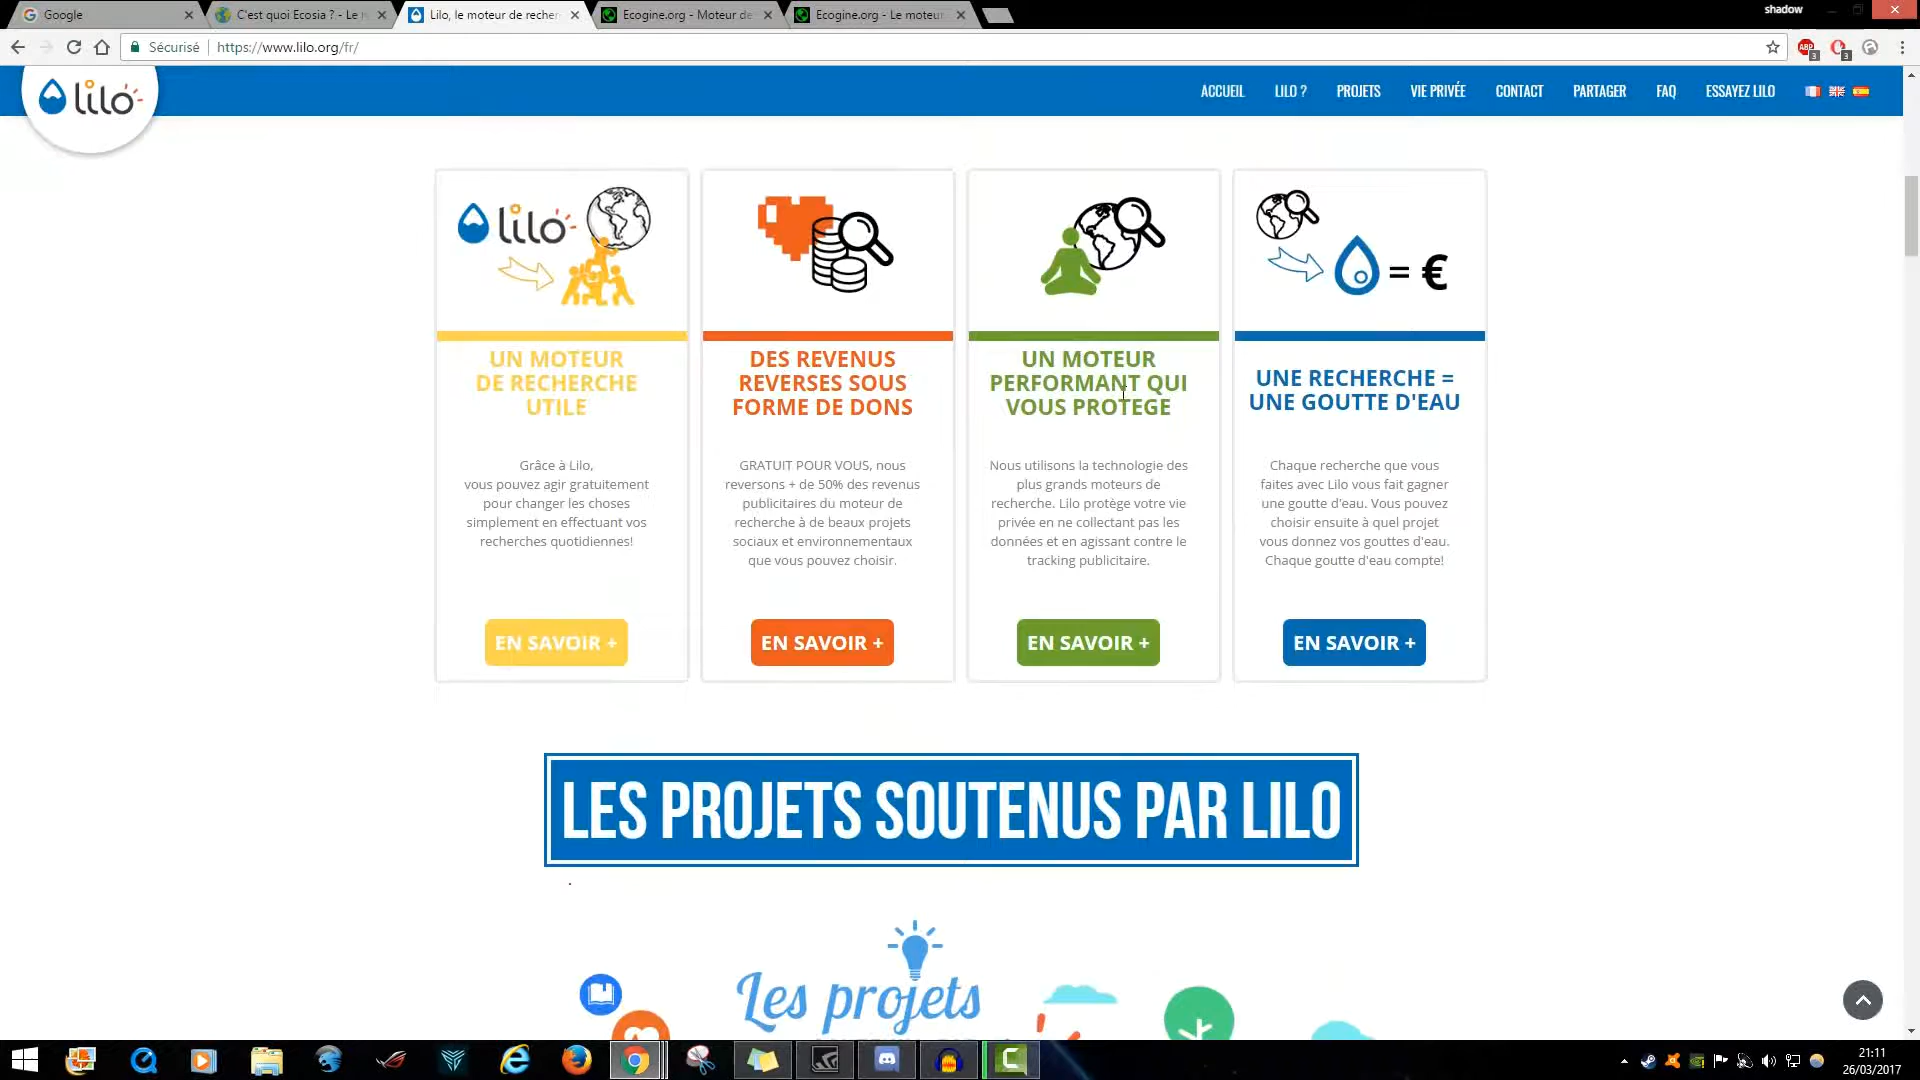 Google
C'est quoi Ecosia ? - Le
Lilo, le moteur de recher
Ecogine.org - Moteur de
Ecogine.org - Le moteur
shadow
Sécurisé
https://www.lilo.org/fr/
ABP
3
3
lilo
ACCUEIL
LILO ?
PROJETS
VIE PRIVÉE
CONTACT
PARTAGER
FAQ
ESSAYEZ LILO
lilo
= €
UN MOTEUR
DE RECHERCHE
UTILE
Grâce à Lilo,
vous pouvez agir gratuitement
pour changer les choses
simplement en effectuant vos
recherches quotidiennes!
EN SAVOIR +
DES REVENUS
REVERSES SOUS
FORME DE DONS
GRATUIT POUR VOUS, nous
reversons + de 50% des revenus
publicitaires du moteur de
recherche à de beaux projets
sociaux et environnementaux
que vous pouvez choisir.
EN SAVOIR +
UN MOTEUR
PERFORMANT QUI
VOUS PROTEGE
Nous utilisons la technologie des
plus grands moteurs de
recherche. Lilo protège votre vie
privée en ne collectant pas les
données et en agissant contre le
tracking publicitaire.
EN SAVOIR +
UNE RECHERCHE =
UNE GOUTTE D'EAU
Chaque recherche que vous
faites avec Lilo vous fait gagner
une goutte d'eau. Vous pouvez
choisir ensuite à quel projet
vous donnez vos gouttes d'eau.
Chaque goutte d'eau compte!
EN SAVOIR +
LES PROJETS SOUTENUS PAR LILO
.
Les projets
21:11
26/03/2017